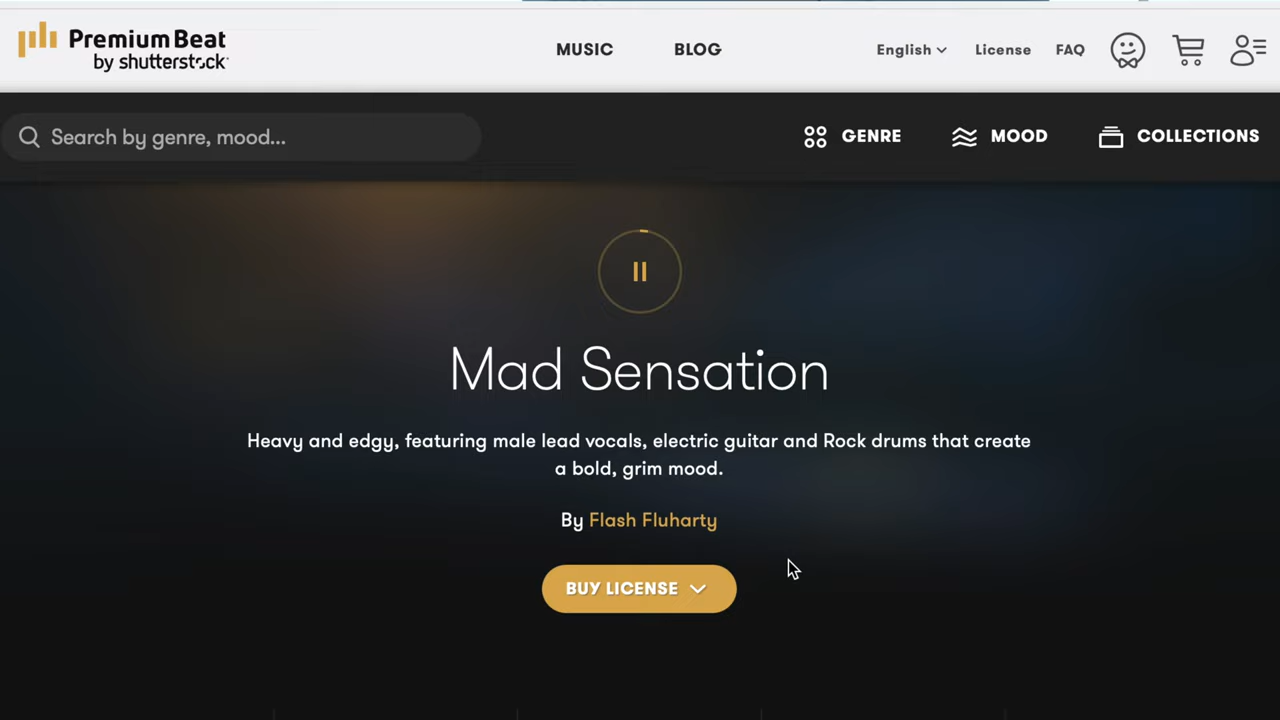 PremiumBeat
by shutterstock
MUSIC
BLOG
English
License
FAQ
Search by genre, mood...
GENRE
MOOD
COLLECTIONS
Mad Sensation
Heavy and edgy, featuring male lead vocals, electric guitar and Rock drums that create
a bold, grim mood.
By Flash Fluharty
BUY LICENSE